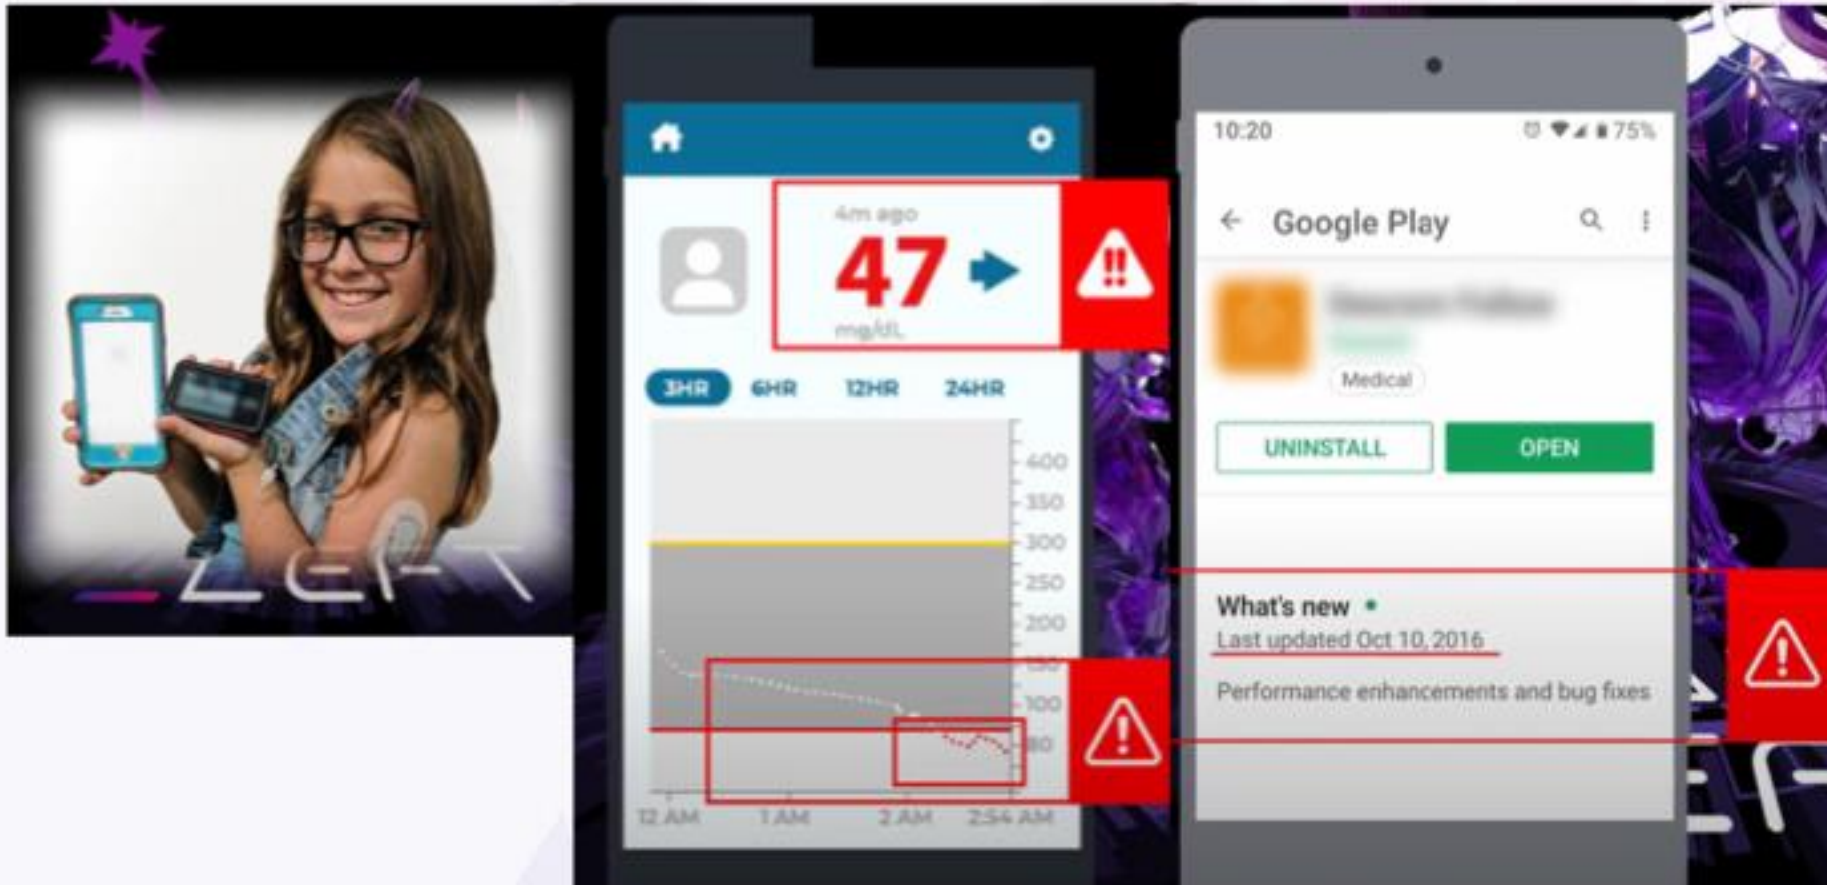 4m ago
47
mg/dL
3HR 6HR 12HR 24HR
400
350
300
250
200
150
100
12 AM 1 AM 2 AM 2:54 AM
10:20 75%
Google Play
Medical
UNINSTALL OPEN
What's new
Last updated Oct 10, 2016
Performance enhancements and bug fixes